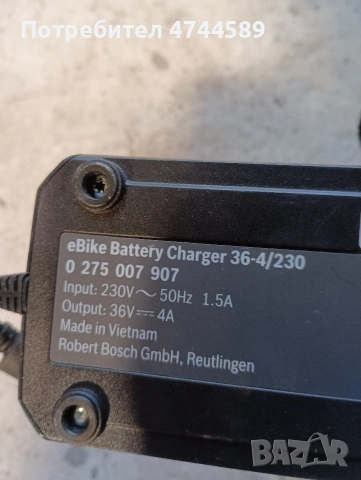 Потребител 4744589
eBike Battery Charger 36-4/230
0 275 007 907
Input: 230V ~ 50Hz 1.5A
Output: 36V ⎓ 4A
Made in Vietnam
Robert Bosch GmbH, Reutlingen
BAZAR